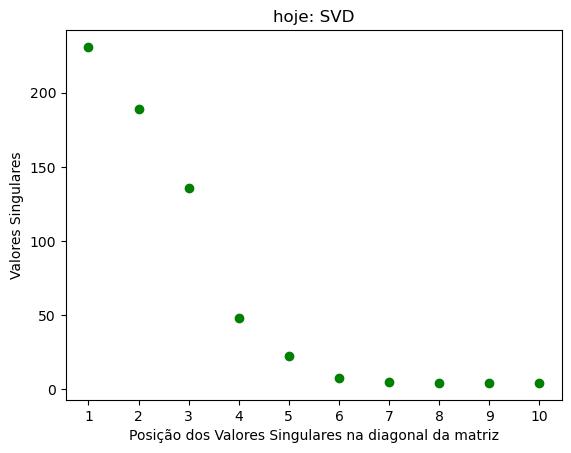 hoje: SVD
Valores Singulares
200
150
100
50
0
1 2 3 4 5 6 7 8 9 10
Posição dos Valores Singulares na diagonal da matriz